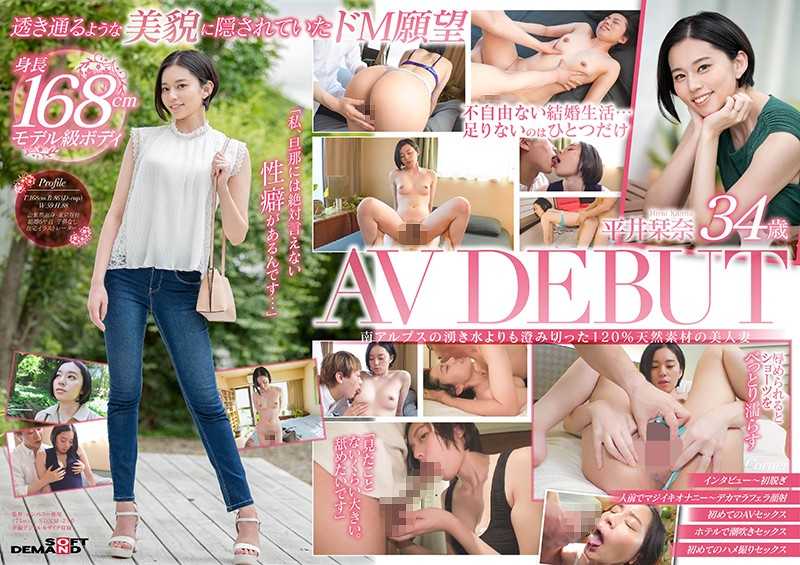 透き通るような美貌に隠されていたドM願望
身長
168cm
モデル級ボディ
Profile
T.168cm B.86(D-cup)
W.59 H.88
「私、旦那には絶対言えない
性癖があるんです…」
不自由ない結婚生活…
足りないのはひとつだけ
平井栞奈 34歳
AV DEBUT
南アルプスの湧き水よりも澄み切った120%天然素材の美人妻
「見たこと
ないくらい大きい。
舐めたいです」
辱められると
ショーツを
べっとり濡らす
インタビュー～初脱ぎ
人前でマジイキオナニー～デカマラフェラ顔射
初めてのAVセックス
ホテルで潮吹きセックス
初めてのハメ撮りセックス
SOFT
DEMAND